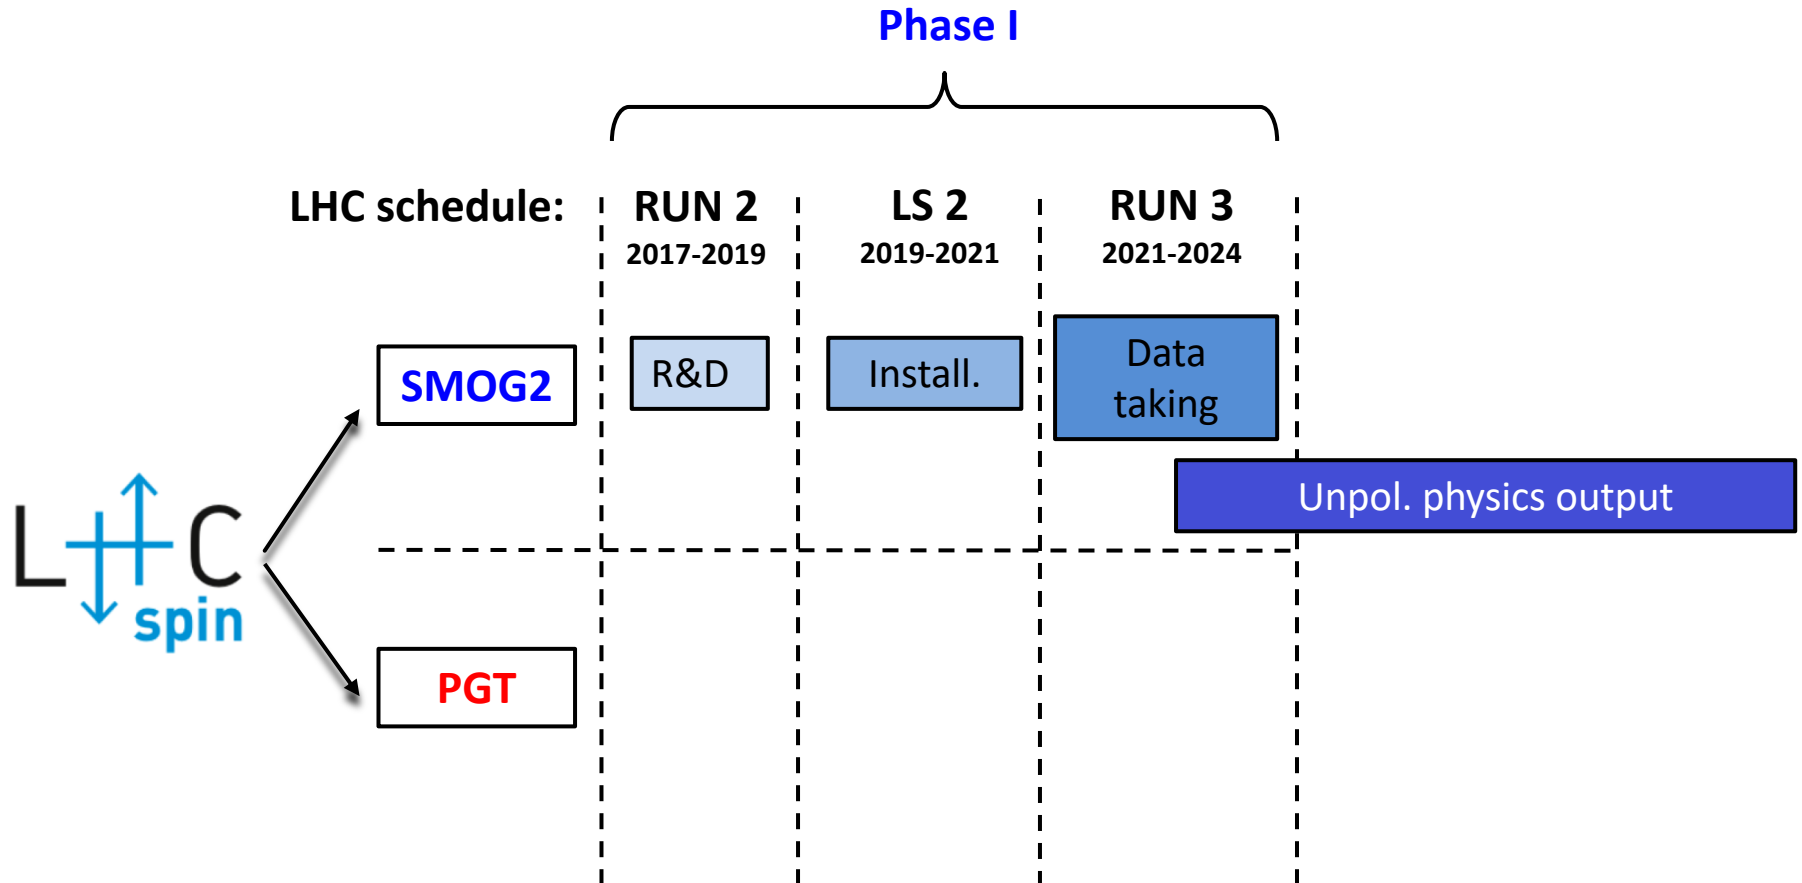 Phase I
LHC schedule:
RUN 2
LS 2
RUN 3
2017-2019
2019-2021
2021-2024
SMOG2
R&D
Install.
Data
taking
Unpol. physics output
LHC
spin
PGT